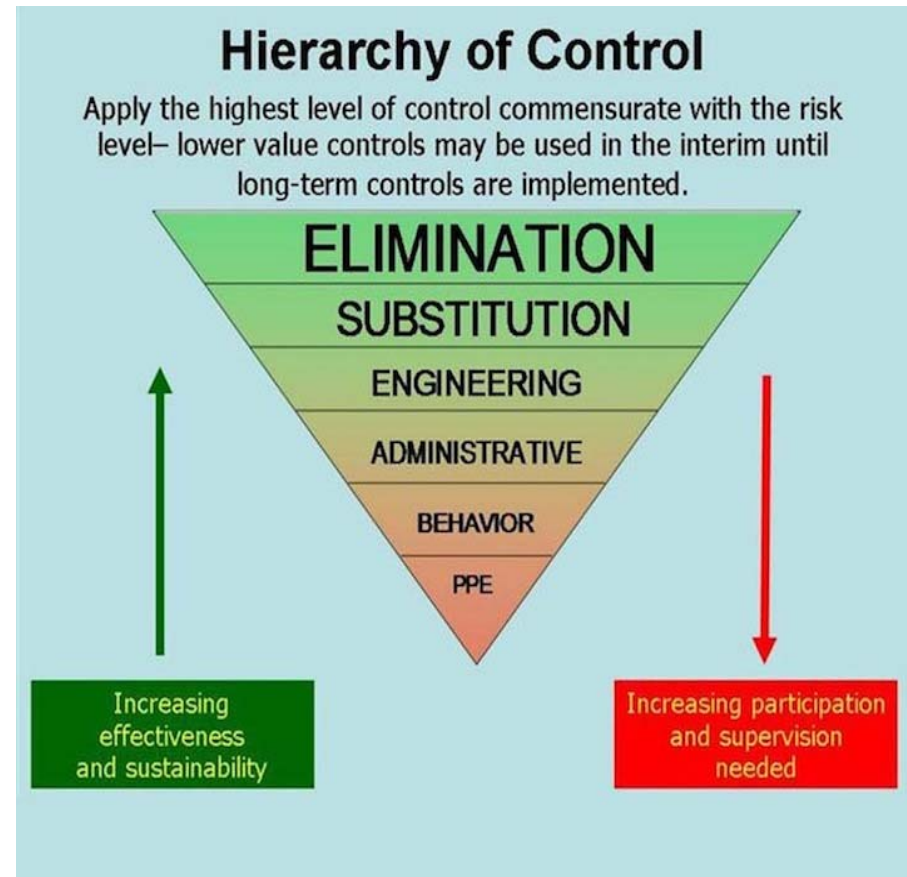 Hierarchy of Control
Apply the highest level of control commensurate with the risk
level– lower value controls may be used in the interim until
long-term controls are implemented.
ELIMINATION
SUBSTITUTION
ENGINEERING
ADMINISTRATIVE
BEHAVIOR
PPE
Increasing
effectiveness
and sustainability
Increasing participation
and supervision
needed